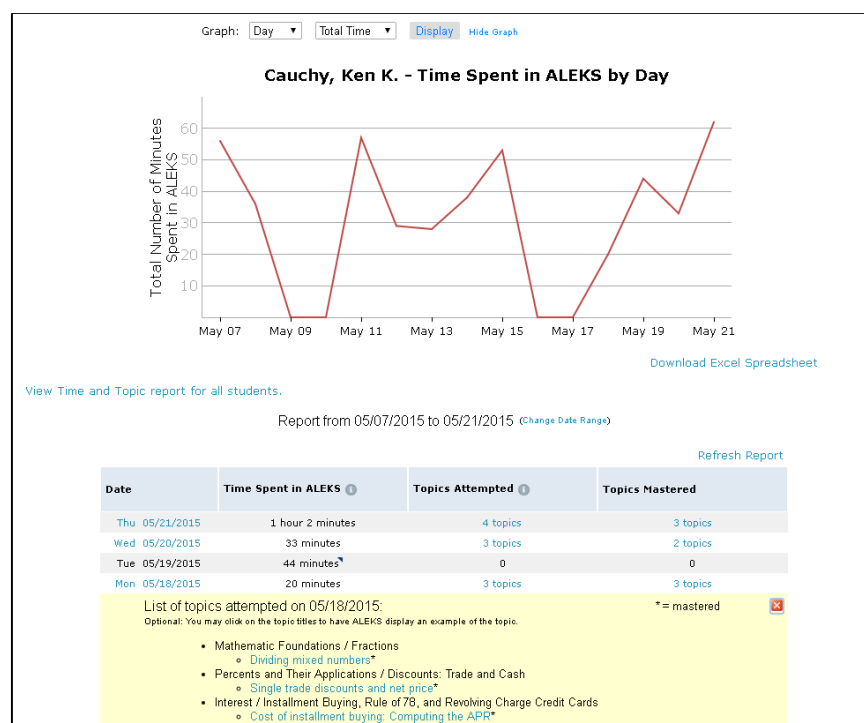 Graph: Day Total Time Display Hide Graph
Cauchy, Ken K. - Time Spent in ALEKS by Day
Total Number of Minutes
Spent in ALEKS
60
50
40
30
20
10
May 07 May 09 May 11 May 13 May 15 May 17 May 19 May 21
Download Excel Spreadsheet
View Time and Topic report for all students.
Report from 05/07/2015 to 05/21/2015 (Change Date Range)
Refresh Report
Date Time Spent in ALEKS Topics Attempted Topics Mastered
Thu 05/21/2015 1 hour 2 minutes 4 topics 3 topics
Wed 05/20/2015 33 minutes 3 topics 2 topics
Tue 05/19/2015 44 minutes 0 0
Mon 05/18/2015 20 minutes 3 topics 3 topics
List of topics attempted on 05/18/2015: * = mastered
Optional: You may click on the topic titles to have ALEKS display an example of the topic.
Mathematic Foundations / Fractions
Dividing mixed numbers*
Percents and Their Applications / Discounts: Trade and Cash
Single trade discounts and net price*
Interest / Installment Buying, Rule of 78, and Revolving Charge Credit Cards
Cost of installment buying: Computing the APR*